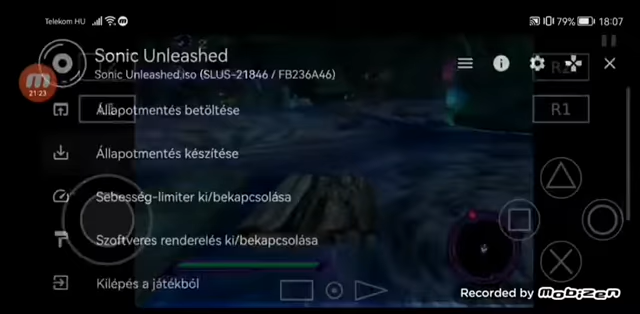 Telekom HU
79%
18:07
Sonic Unleashed
Sonic Unleashed.iso (SLUS-21846 / FB236A46)
21:23
Állapotmentés betöltése
R1
Állapotmentés készítése
Sebesség-limiter ki/bekapcsolása
Szoftveres renderelés ki/bekapcsolása
Kilépés a játékból
Recorded by Mobizen